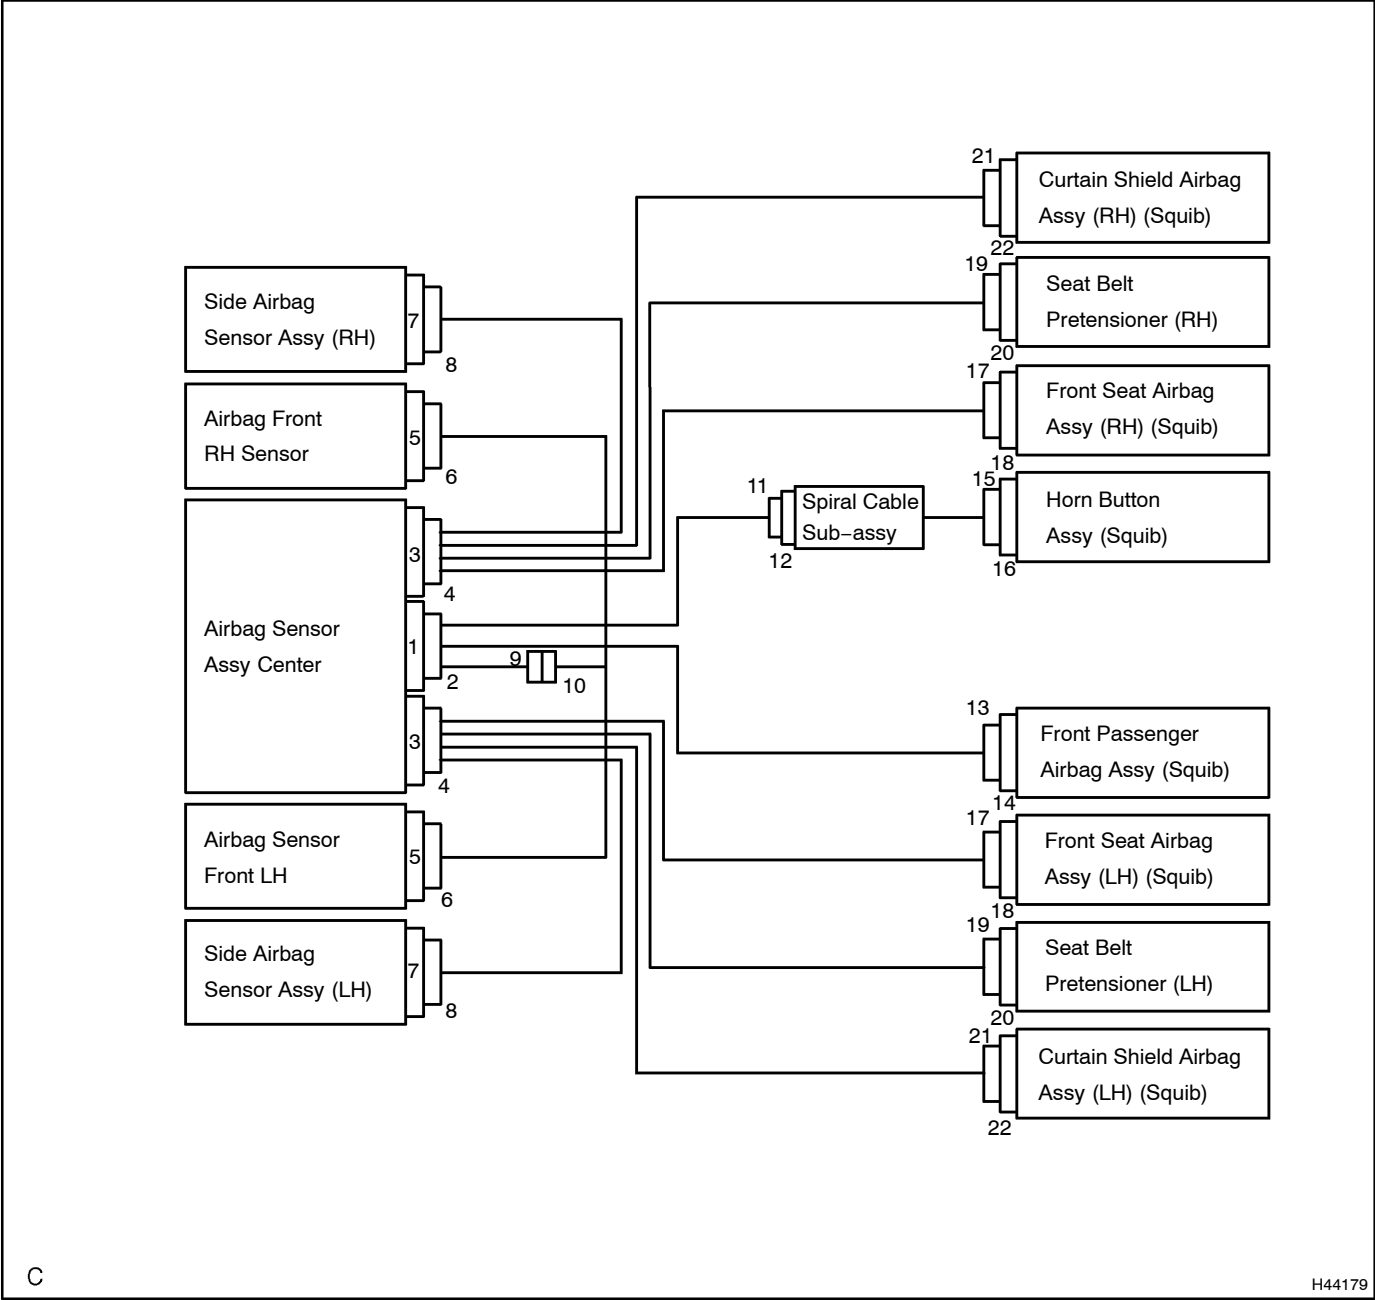 Side Airbag
Sensor Assy (RH)
7
8
Airbag Front
RH Sensor
5
6
Airbag Sensor
Assy Center
3
4
1
2
3
4
9
10
Airbag Sensor
Front LH
5
6
Side Airbag
Sensor Assy (LH)
7
8
11
12
Spiral Cable
Sub−assy
21
22
Curtain Shield Airbag
Assy (RH) (Squib)
19
20
Seat Belt
Pretensioner (RH)
17
18
Front Seat Airbag
Assy (RH) (Squib)
15
16
Horn Button
Assy (Squib)
13
14
Front Passenger
Airbag Assy (Squib)
17
18
Front Seat Airbag
Assy (LH) (Squib)
19
20
Seat Belt
Pretensioner (LH)
21
22
Curtain Shield Airbag
Assy (LH) (Squib)
C
H44179